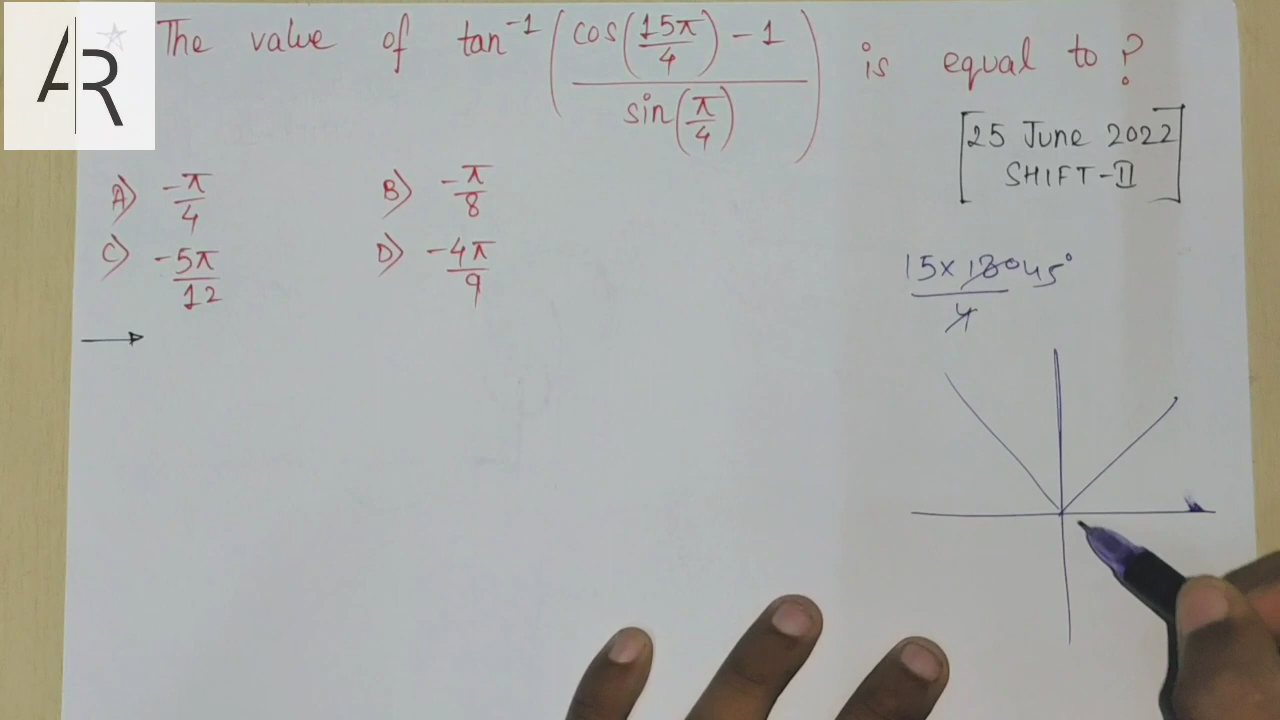 AR
The value of tan⁻¹ ( (cos(15π/4) - 1) / sin(π/4) ) is equal to ?
[25 June 2022
SHIFT-II]
A) -π/4 B) -π/8
C) -5π/12 D) -4π/9
15 × 180 45° / 4